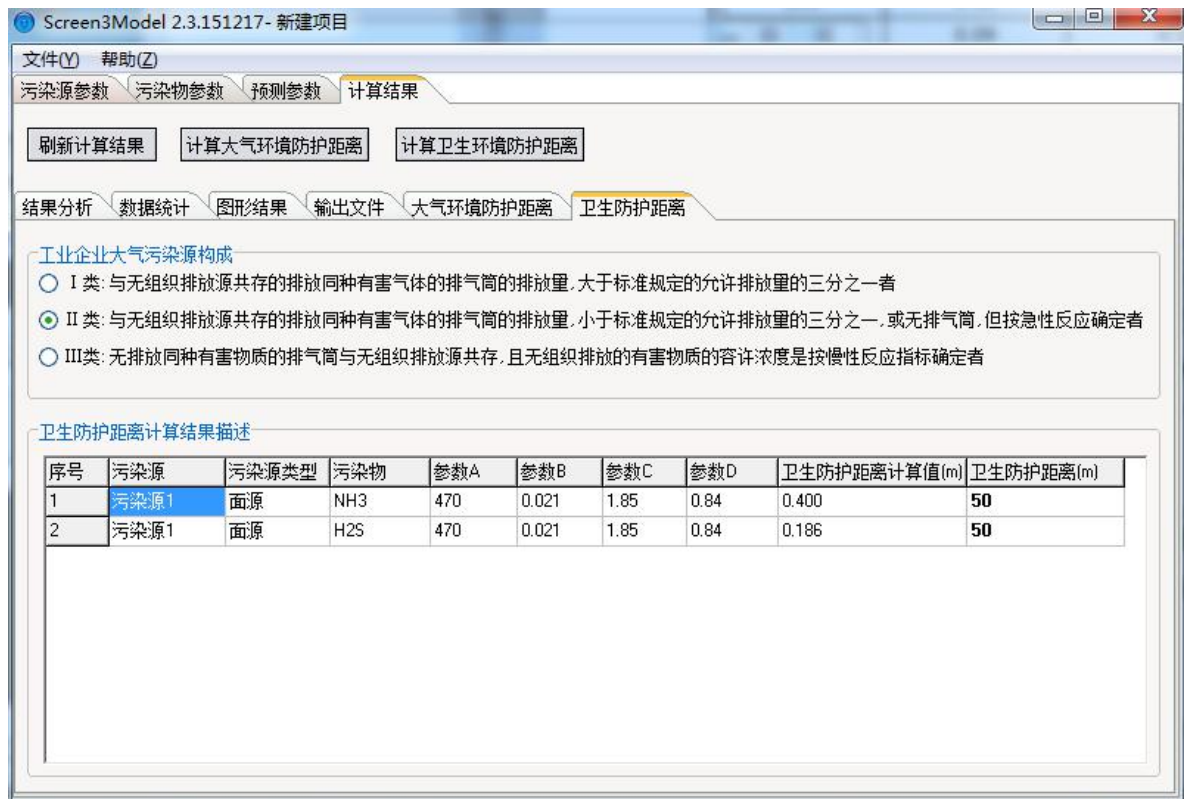 Screen3Model 2.3.151217- 新建项目
文件(Y) 帮助(Z)
污染源参数 污染物参数 预测参数 计算结果
刷新计算结果 计算大气环境防护距离 计算卫生环境防护距离
结果分析 数据统计 图形结果 输出文件 大气环境防护距离 卫生防护距离
工业企业大气污染源构成
I 类: 与无组织排放源共存的排放同种有害气体的排气筒的排放量,大于标准规定的允许排放量的三分之一者
II 类: 与无组织排放源共存的排放同种有害气体的排气筒的排放量,小于标准规定的允许排放量的三分之一,或无排气筒,但按急性反应确定者
III类: 无排放同种有害物质的排气筒与无组织排放源共存,且无组织排放的有害物质的容许浓度是按慢性反应指标确定者
卫生防护距离计算结果描述
序号 污染源 污染源类型 污染物 参数A 参数B 参数C 参数D 卫生防护距离计算值(m) 卫生防护距离(m)
1 污染源1 面源 NH3 470 0.021 1.85 0.84 0.400 50
2 污染源1 面源 H2S 470 0.021 1.85 0.84 0.186 50